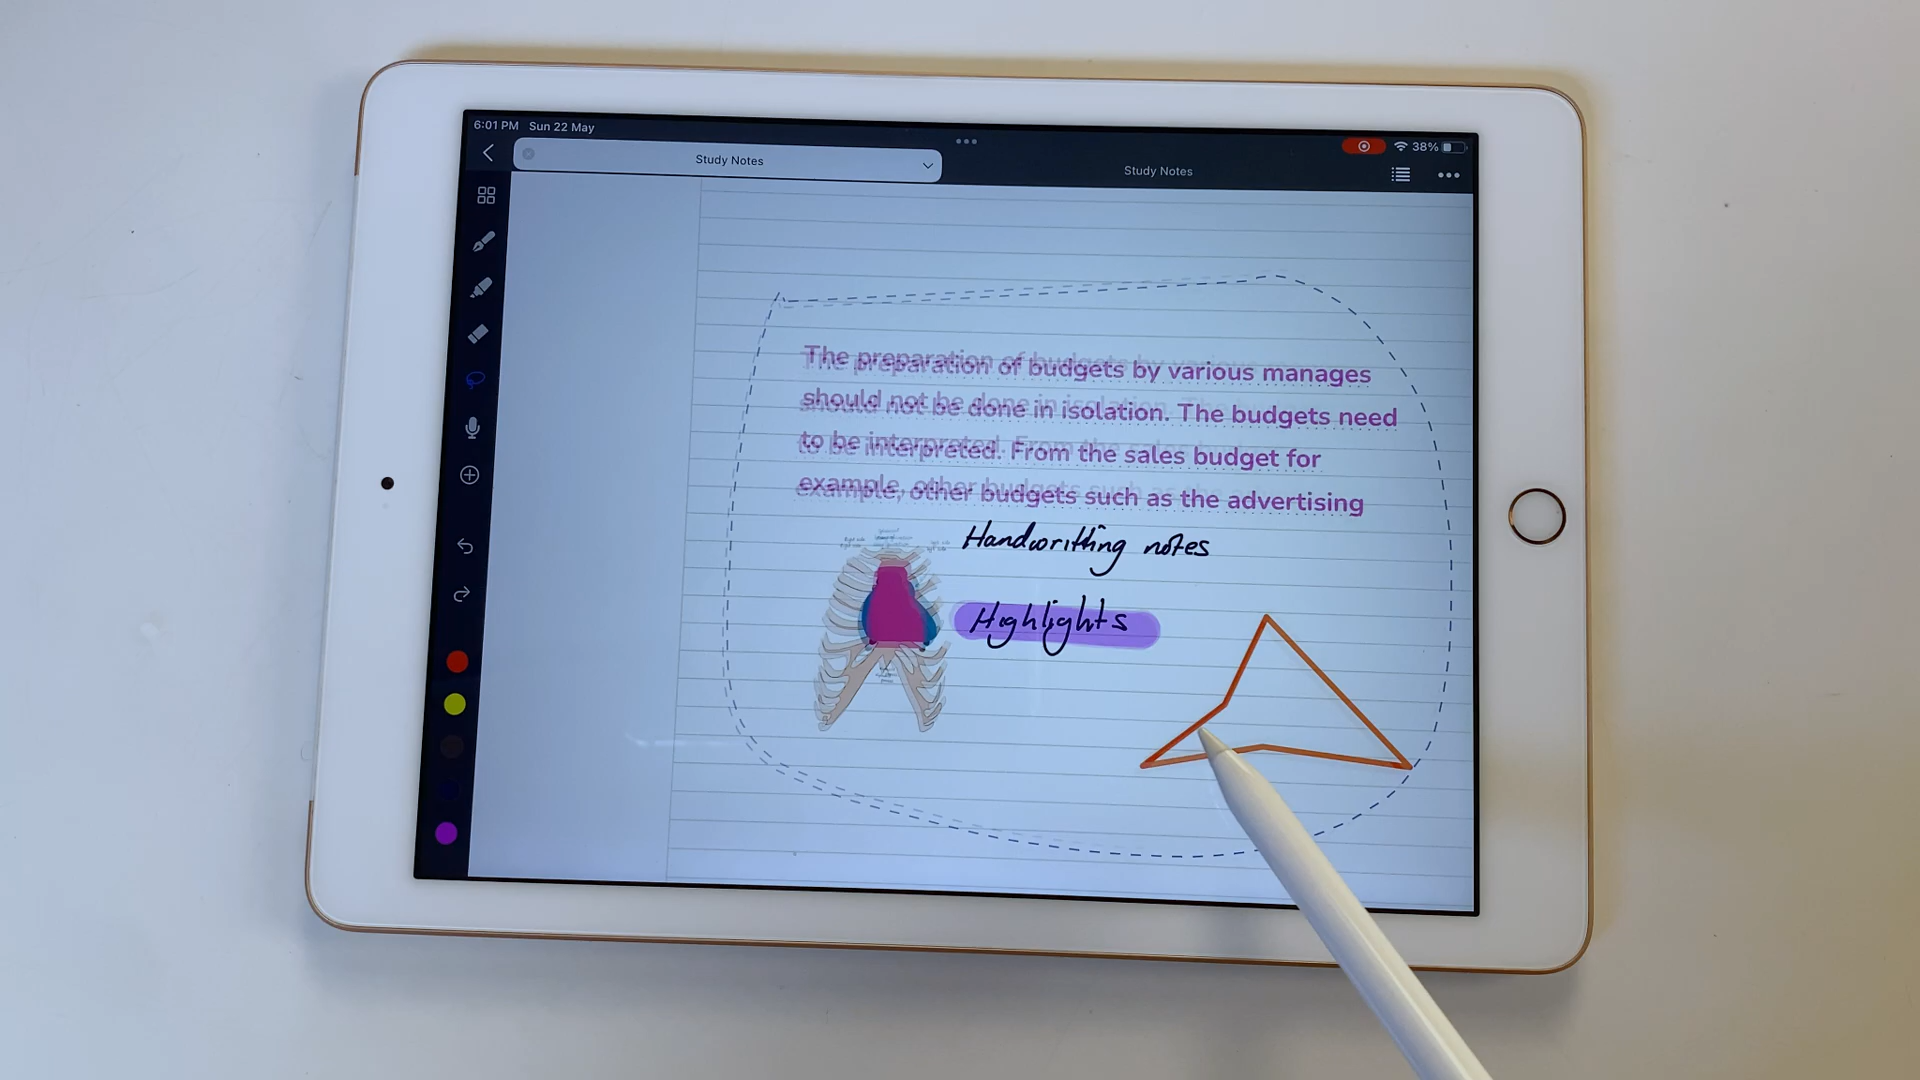 6:01 PM Sun 22 May
38%
Study Notes
Study Notes
The preparation of budgets by various manages
should not be done in isolation. The budgets need
to be interpreted. From the sales budget for
example, other budgets such as the advertising
Handwritting notes
Highlights